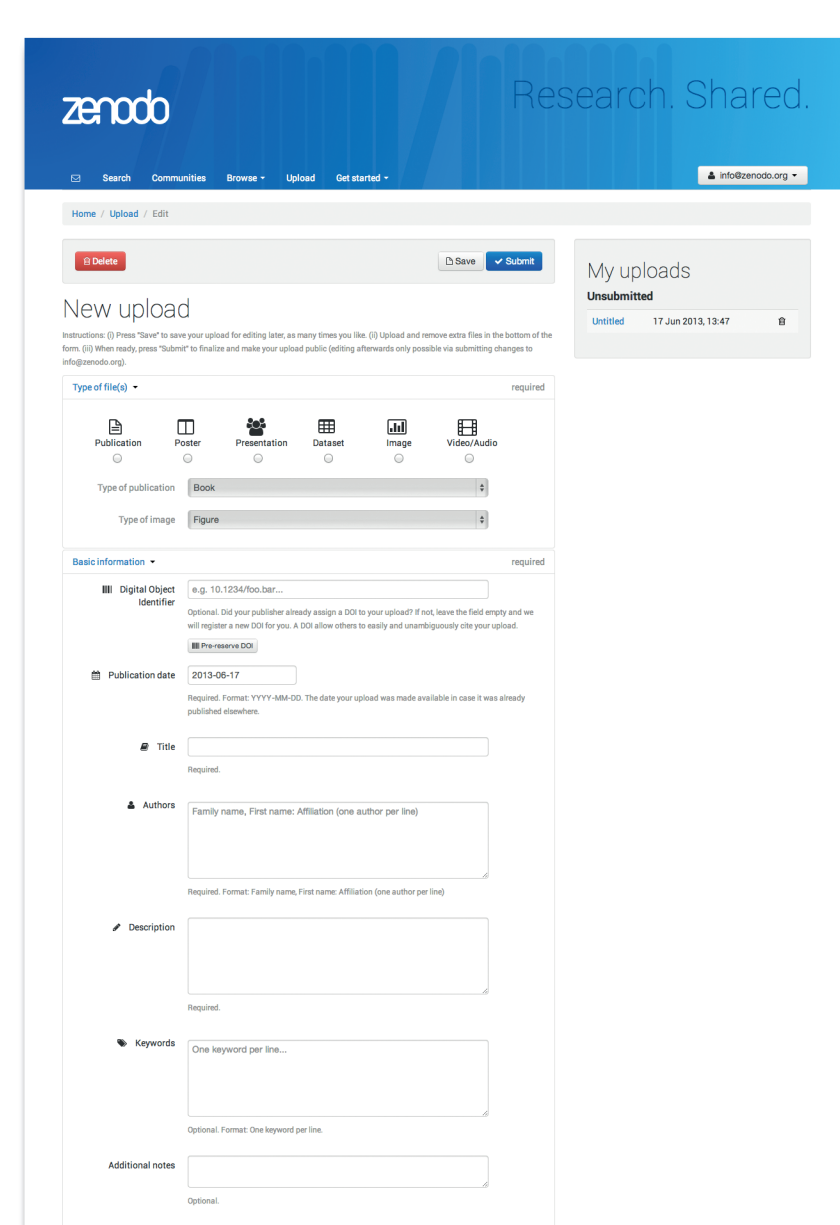 zenodo
Research. Shared.
Search Communities Browse Upload Get started
info@zenodo.org
Home / Upload / Edit
Delete
Save
Submit
New upload
Instructions: (i) Press "Save" to save your upload for editing later, as many times you like. (ii) Upload and remove extra files in the bottom of the
form. (iii) When ready, press "Submit" to finalize and make your upload public (editing afterwards only possible via submitting changes to
info@zenodo.org).
My uploads
Unsubmitted
Untitled 17 Jun 2013, 13:47
Type of file(s) required
Publication Poster Presentation Dataset Image Video/Audio
Type of publication Book
Type of image Figure
Basic information required
Digital Object
Identifier
e.g. 10.1234/foo.bar...
Optional. Did your publisher already assign a DOI to your upload? If not, leave the field empty and we
will register a new DOI for you. A DOI allow others to easily and unambiguously cite your upload.
Pre-reserve DOI
Publication date 2013-06-17
Required. Format: YYYY-MM-DD. The date your upload was made available in case it was already
published elsewhere.
Title
Required.
Authors
Family name, First name: Affiliation (one author per line)
Required. Format: Family name, First name: Affiliation (one author per line)
Description
Required.
Keywords
One keyword per line...
Optional. Format: One keyword per line.
Additional notes
Optional.